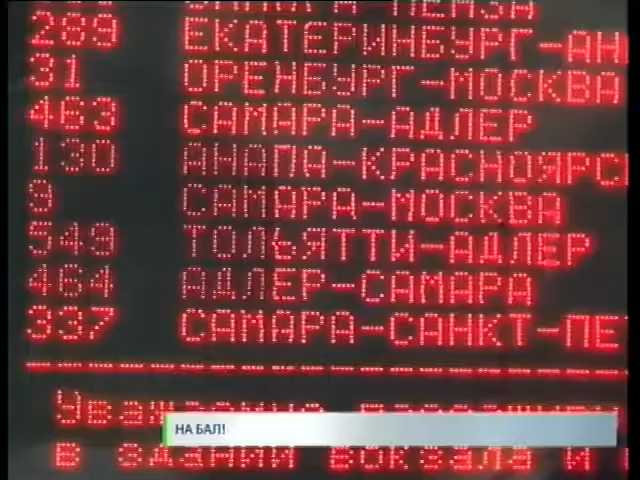 289 ЕКАТЕРИНБУРГ-АН
31 ОРЕНБУРГ-МОСКВА
463 САМАРА-АДЛЕР
130 АНАПА-КРАСНОЯРС
9 САМАРА-МОСКВА
549 ТОЛЬЯТТИ-АДЛЕР
464 АДЛЕР-САМАРА
337 САМАРА-САНКТ-ПЕ
НА БАЛ!
В здании вокзала и